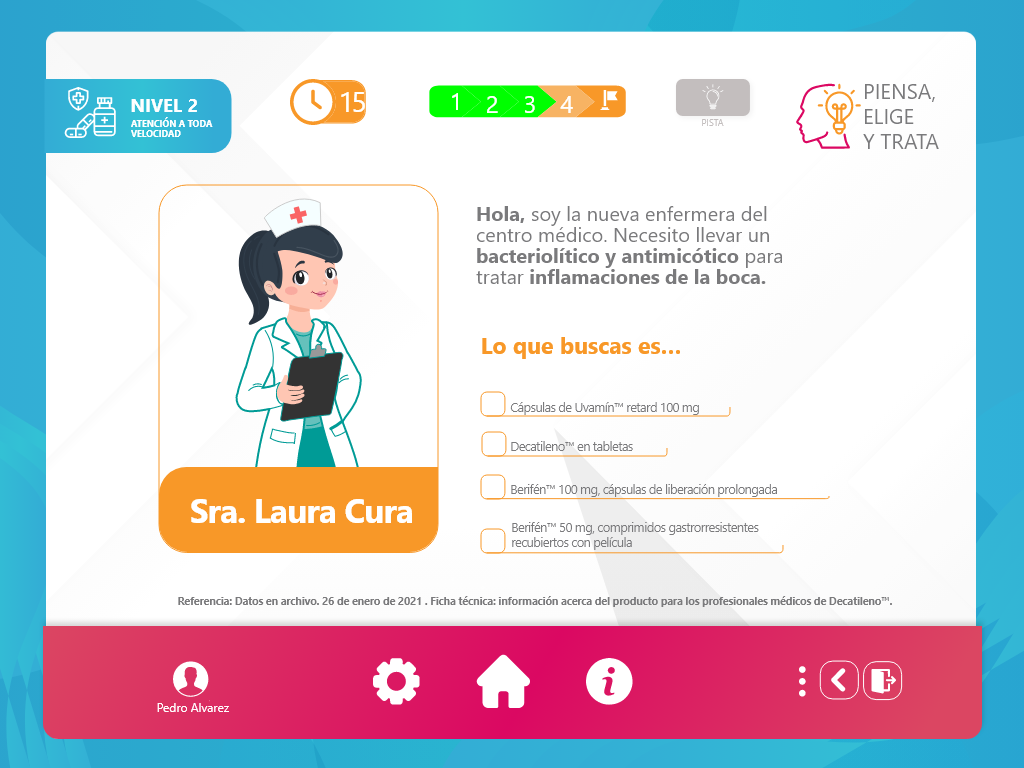 NIVEL 2
ATENCIÓN A TODA
VELOCIDAD
15
1 2 3 4
PISTA
PIENSA,
ELIGE
Y TRATA
Hola, soy la nueva enfermera del
centro médico. Necesito llevar un
bacteriolítico y antimicótico para
tratar inflamaciones de la boca.
Lo que buscas es...
Cápsulas de Uvamín™ retard 100 mg
Decatileno™ en tabletas
Berifén™ 100 mg, cápsulas de liberación prolongada
Berifén™ 50 mg, comprimidos gastrorresistentes
recubiertos con película
Sra. Laura Cura
Referencia: Datos en archivo. 26 de enero de 2021 . Ficha técnica: información acerca del producto para los profesionales médicos de Decatileno™.
Pedro Alvarez